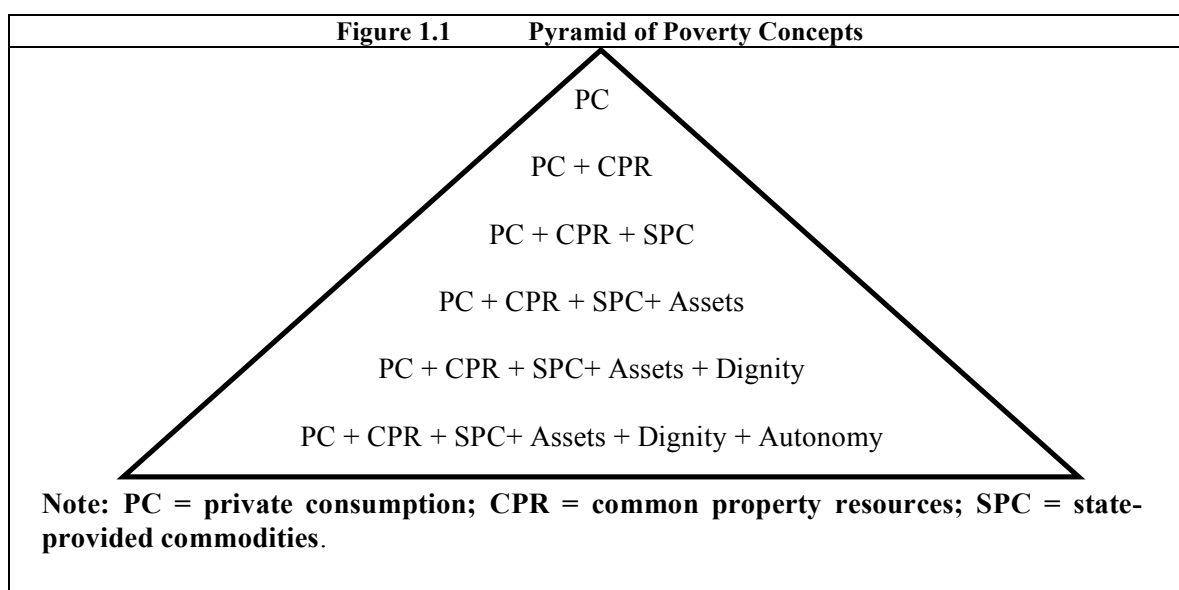 Figure 1.1 Pyramid of Poverty Concepts
PC
PC + CPR
PC + CPR + SPC
PC + CPR + SPC+ Assets
PC + CPR + SPC+ Assets + Dignity
PC + CPR + SPC+ Assets + Dignity + Autonomy
Note: PC = private consumption; CPR = common property resources; SPC = state-
provided commodities.